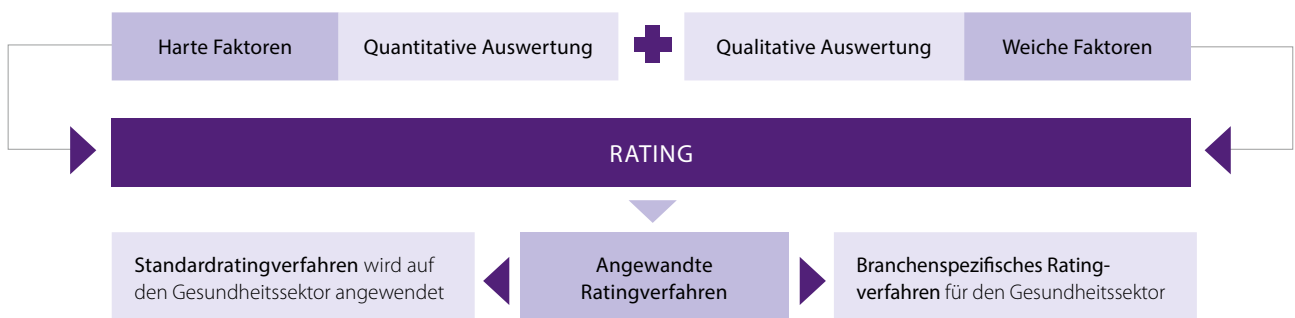 Harte Faktoren
Quantitative Auswertung
Qualitative Auswertung
Weiche Faktoren
RATING
Standardratingverfahren wird auf
den Gesundheitssektor angewendet
Angewandte
Ratingverfahren
Branchenspezifisches Rating-
verfahren für den Gesundheitssektor